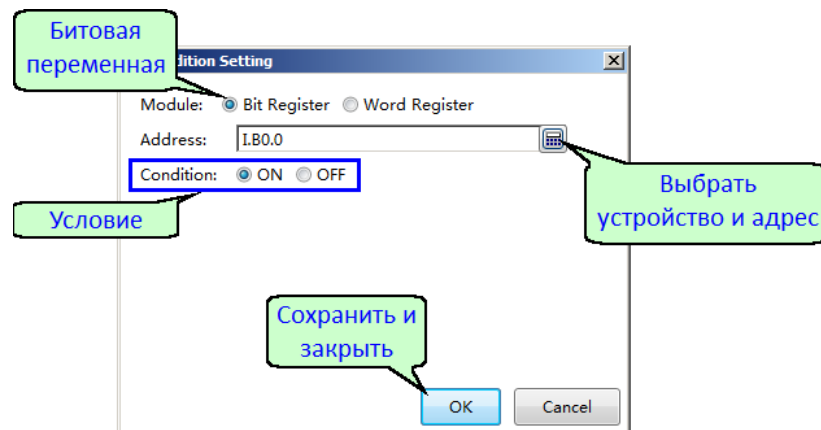 Битовая
переменная
dition Setting
Module: Bit Register Word Register
Address: I.B0.0
Condition: ON OFF
Выбрать
устройство и адрес
Условие
Сохранить и
закрыть
OK Cancel